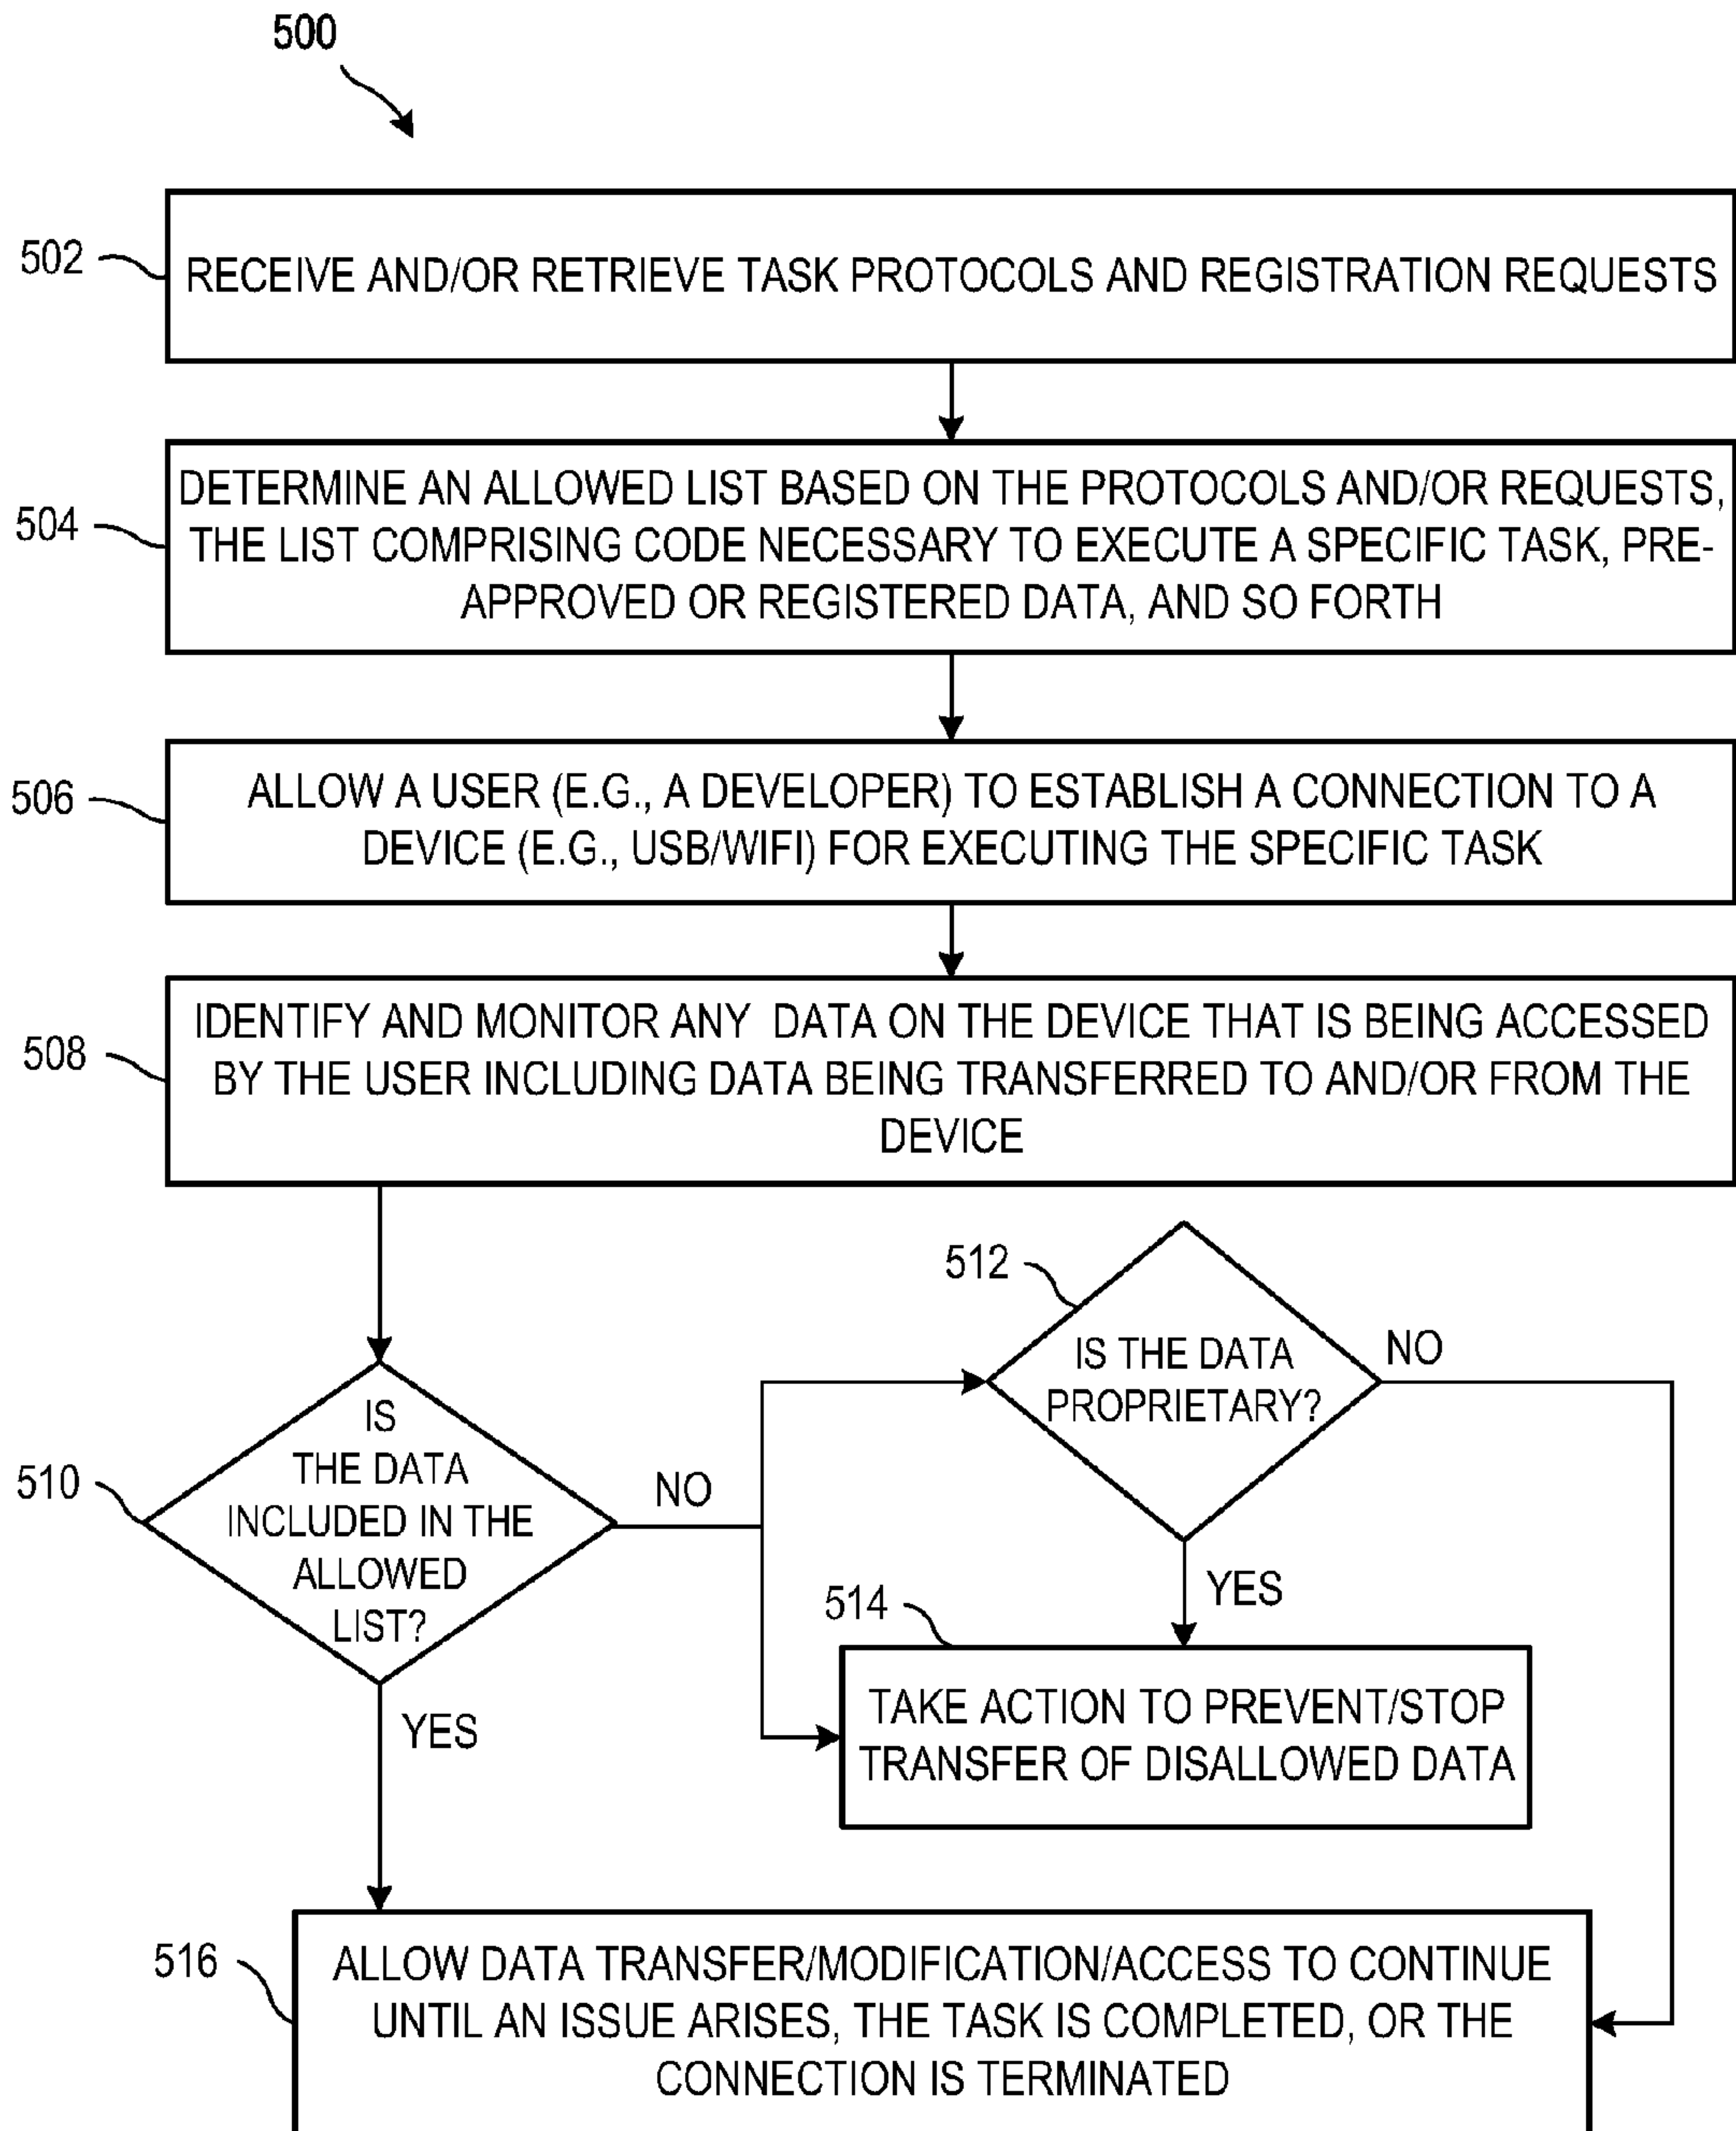 500
502
RECEIVE AND/OR RETRIEVE TASK PROTOCOLS AND REGISTRATION REQUESTS
504
DETERMINE AN ALLOWED LIST BASED ON THE PROTOCOLS AND/OR REQUESTS,
THE LIST COMPRISING CODE NECESSARY TO EXECUTE A SPECIFIC TASK, PRE-
APPROVED OR REGISTERED DATA, AND SO FORTH
506
ALLOW A USER (E.G., A DEVELOPER) TO ESTABLISH A CONNECTION TO A
DEVICE (E.G., USB/WIFI) FOR EXECUTING THE SPECIFIC TASK
508
IDENTIFY AND MONITOR ANY DATA ON THE DEVICE THAT IS BEING ACCESSED
BY THE USER INCLUDING DATA BEING TRANSFERRED TO AND/OR FROM THE
DEVICE
510
IS
THE DATA
INCLUDED IN THE
ALLOWED
LIST?
NO
YES
512
IS THE DATA
PROPRIETARY?
NO
YES
514
TAKE ACTION TO PREVENT/STOP
TRANSFER OF DISALLOWED DATA
516
ALLOW DATA TRANSFER/MODIFICATION/ACCESS TO CONTINUE
UNTIL AN ISSUE ARISES, THE TASK IS COMPLETED, OR THE
CONNECTION IS TERMINATED